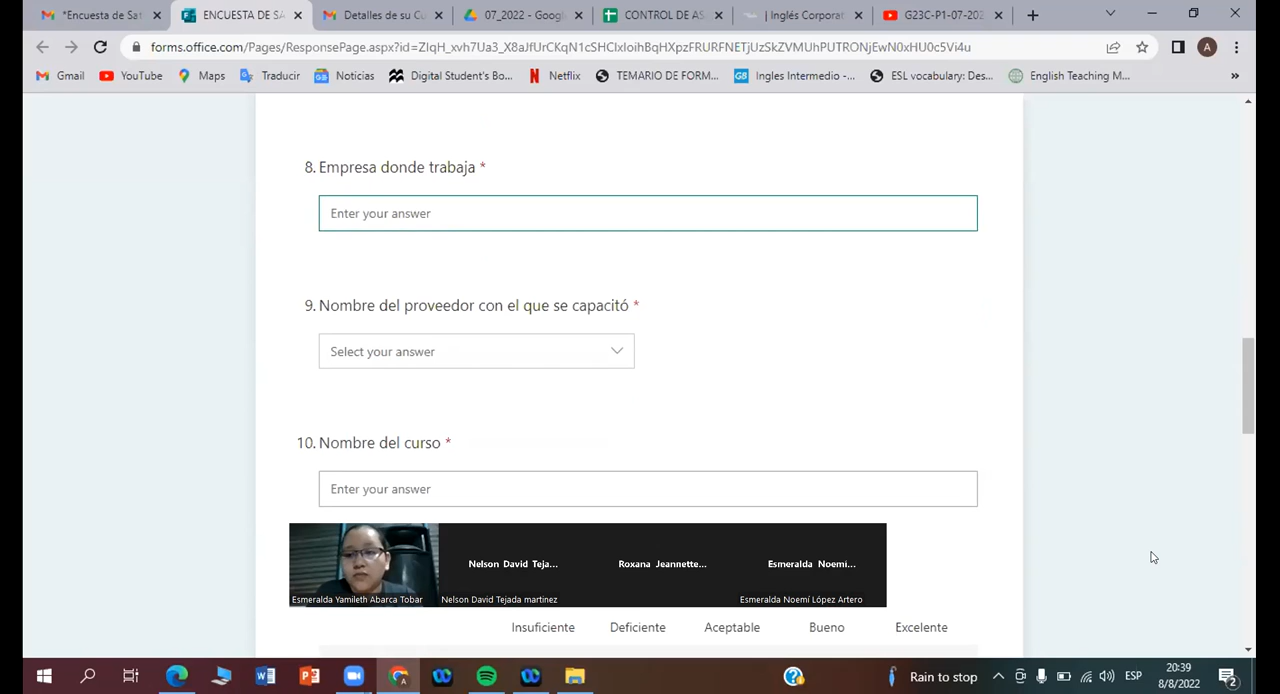 *Encuesta de Sat
ENCUESTA DE SA
Detalles de su Cu
07_2022 - Google
CONTROL DE AS
| Inglés Corporat
G23C-P1-07-202
forms.office.com/Pages/ResponsePage.aspx?id=ZIqH_xvh7Ua3_X8aJfUrCKqN1cSHCIxIoihBqHXpzFRURFNETjUzSkZVMUhPUTRONjEwN0xHU0c5Vi4u
A
Gmail
YouTube
Maps
Traducir
Noticias
Digital Student's Bo...
Netflix
TEMARIO DE FORM...
Ingles Intermedio -...
ESL vocabulary: Des...
English Teaching M...
»
8. Empresa donde trabaja *
Enter your answer
9. Nombre del proveedor con el que se capacitó *
Select your answer
10. Nombre del curso *
Enter your answer
Nelson David Teja...
Roxana Jeannette...
Esmeralda Noemí...
Esmeralda Yamileth Abarca Tobar
Nelson David Tejada martinez
Esmeralda Noemí López Artero
Insuficiente
Deficiente
Aceptable
Bueno
Excelente
Rain to stop
ESP
20:39
8/8/2022
2